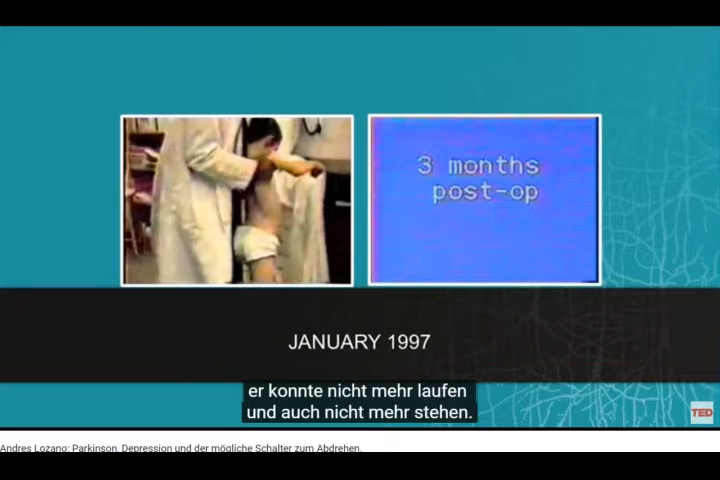 3 months
post-op
JANUARY 1997
er konnte nicht mehr laufen
und auch nicht mehr stehen.
TED
Andres Lozano: Parkinson, Depression und der mögliche Schalter zum Abdrehen.